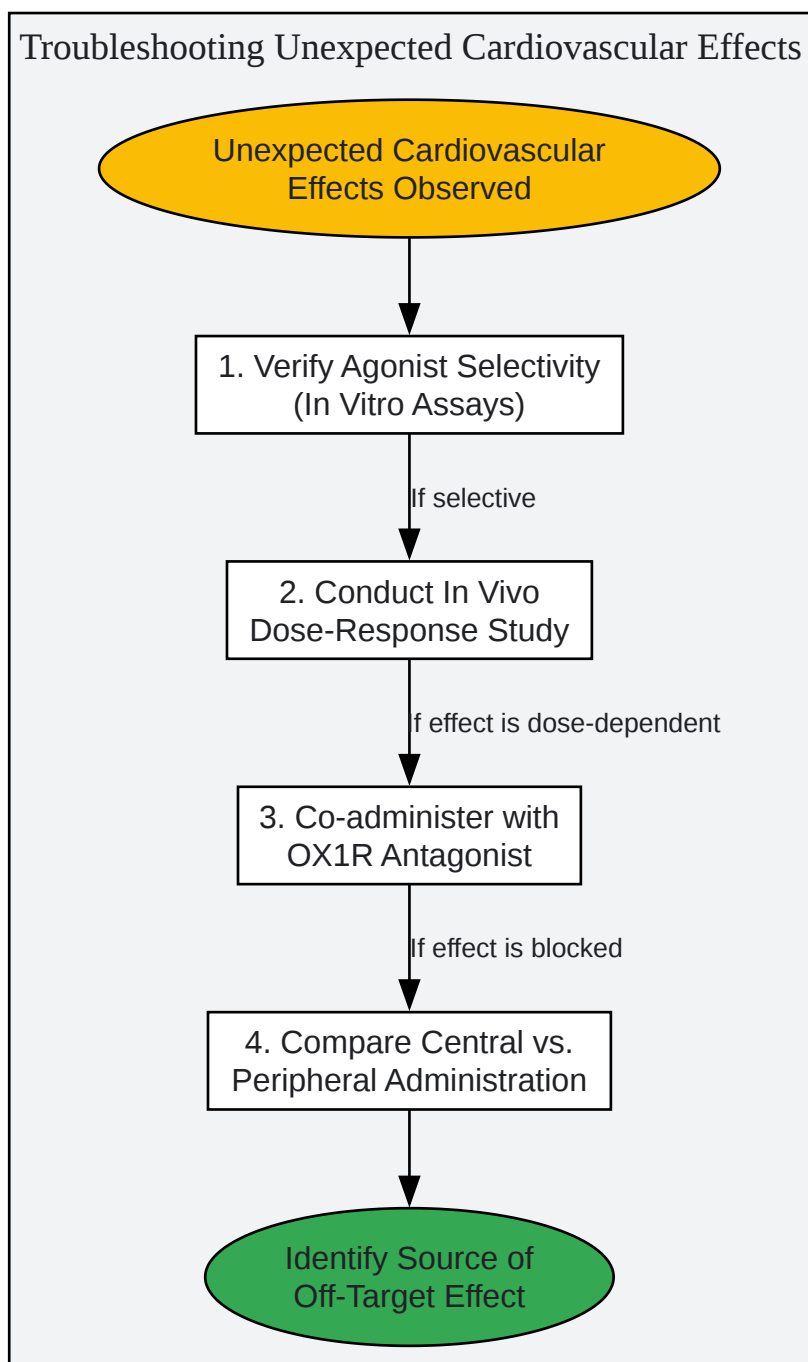 Troubleshooting Unexpected Cardiovascular Effects
Unexpected Cardiovascular
Effects Observed
1. Verify Agonist Selectivity
(In Vitro Assays)
If selective
2. Conduct In Vivo
Dose-Response Study
If effect is dose-dependent
3. Co-administer with
OX1R Antagonist
If effect is blocked
4. Compare Central vs.
Peripheral Administration
Identify Source of
Off-Target Effect